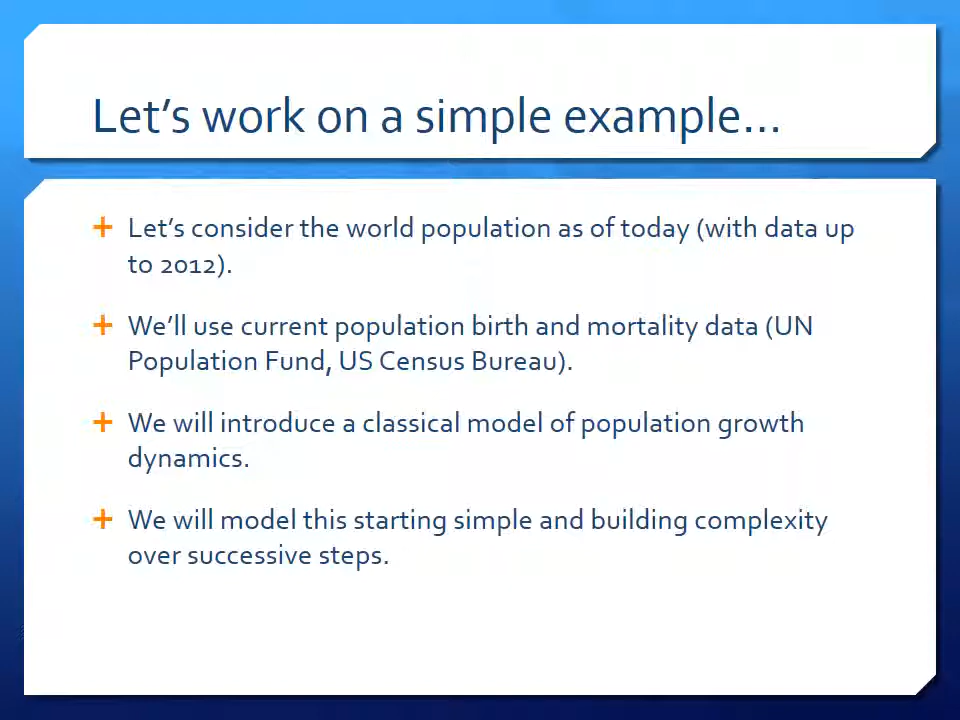 Let's work on a simple example...
Let's consider the world population as of today (with data up
to 2012).
We'll use current population birth and mortality data (UN
Population Fund, US Census Bureau).
We will introduce a classical model of population growth
dynamics.
We will model this starting simple and building complexity
over successive steps.